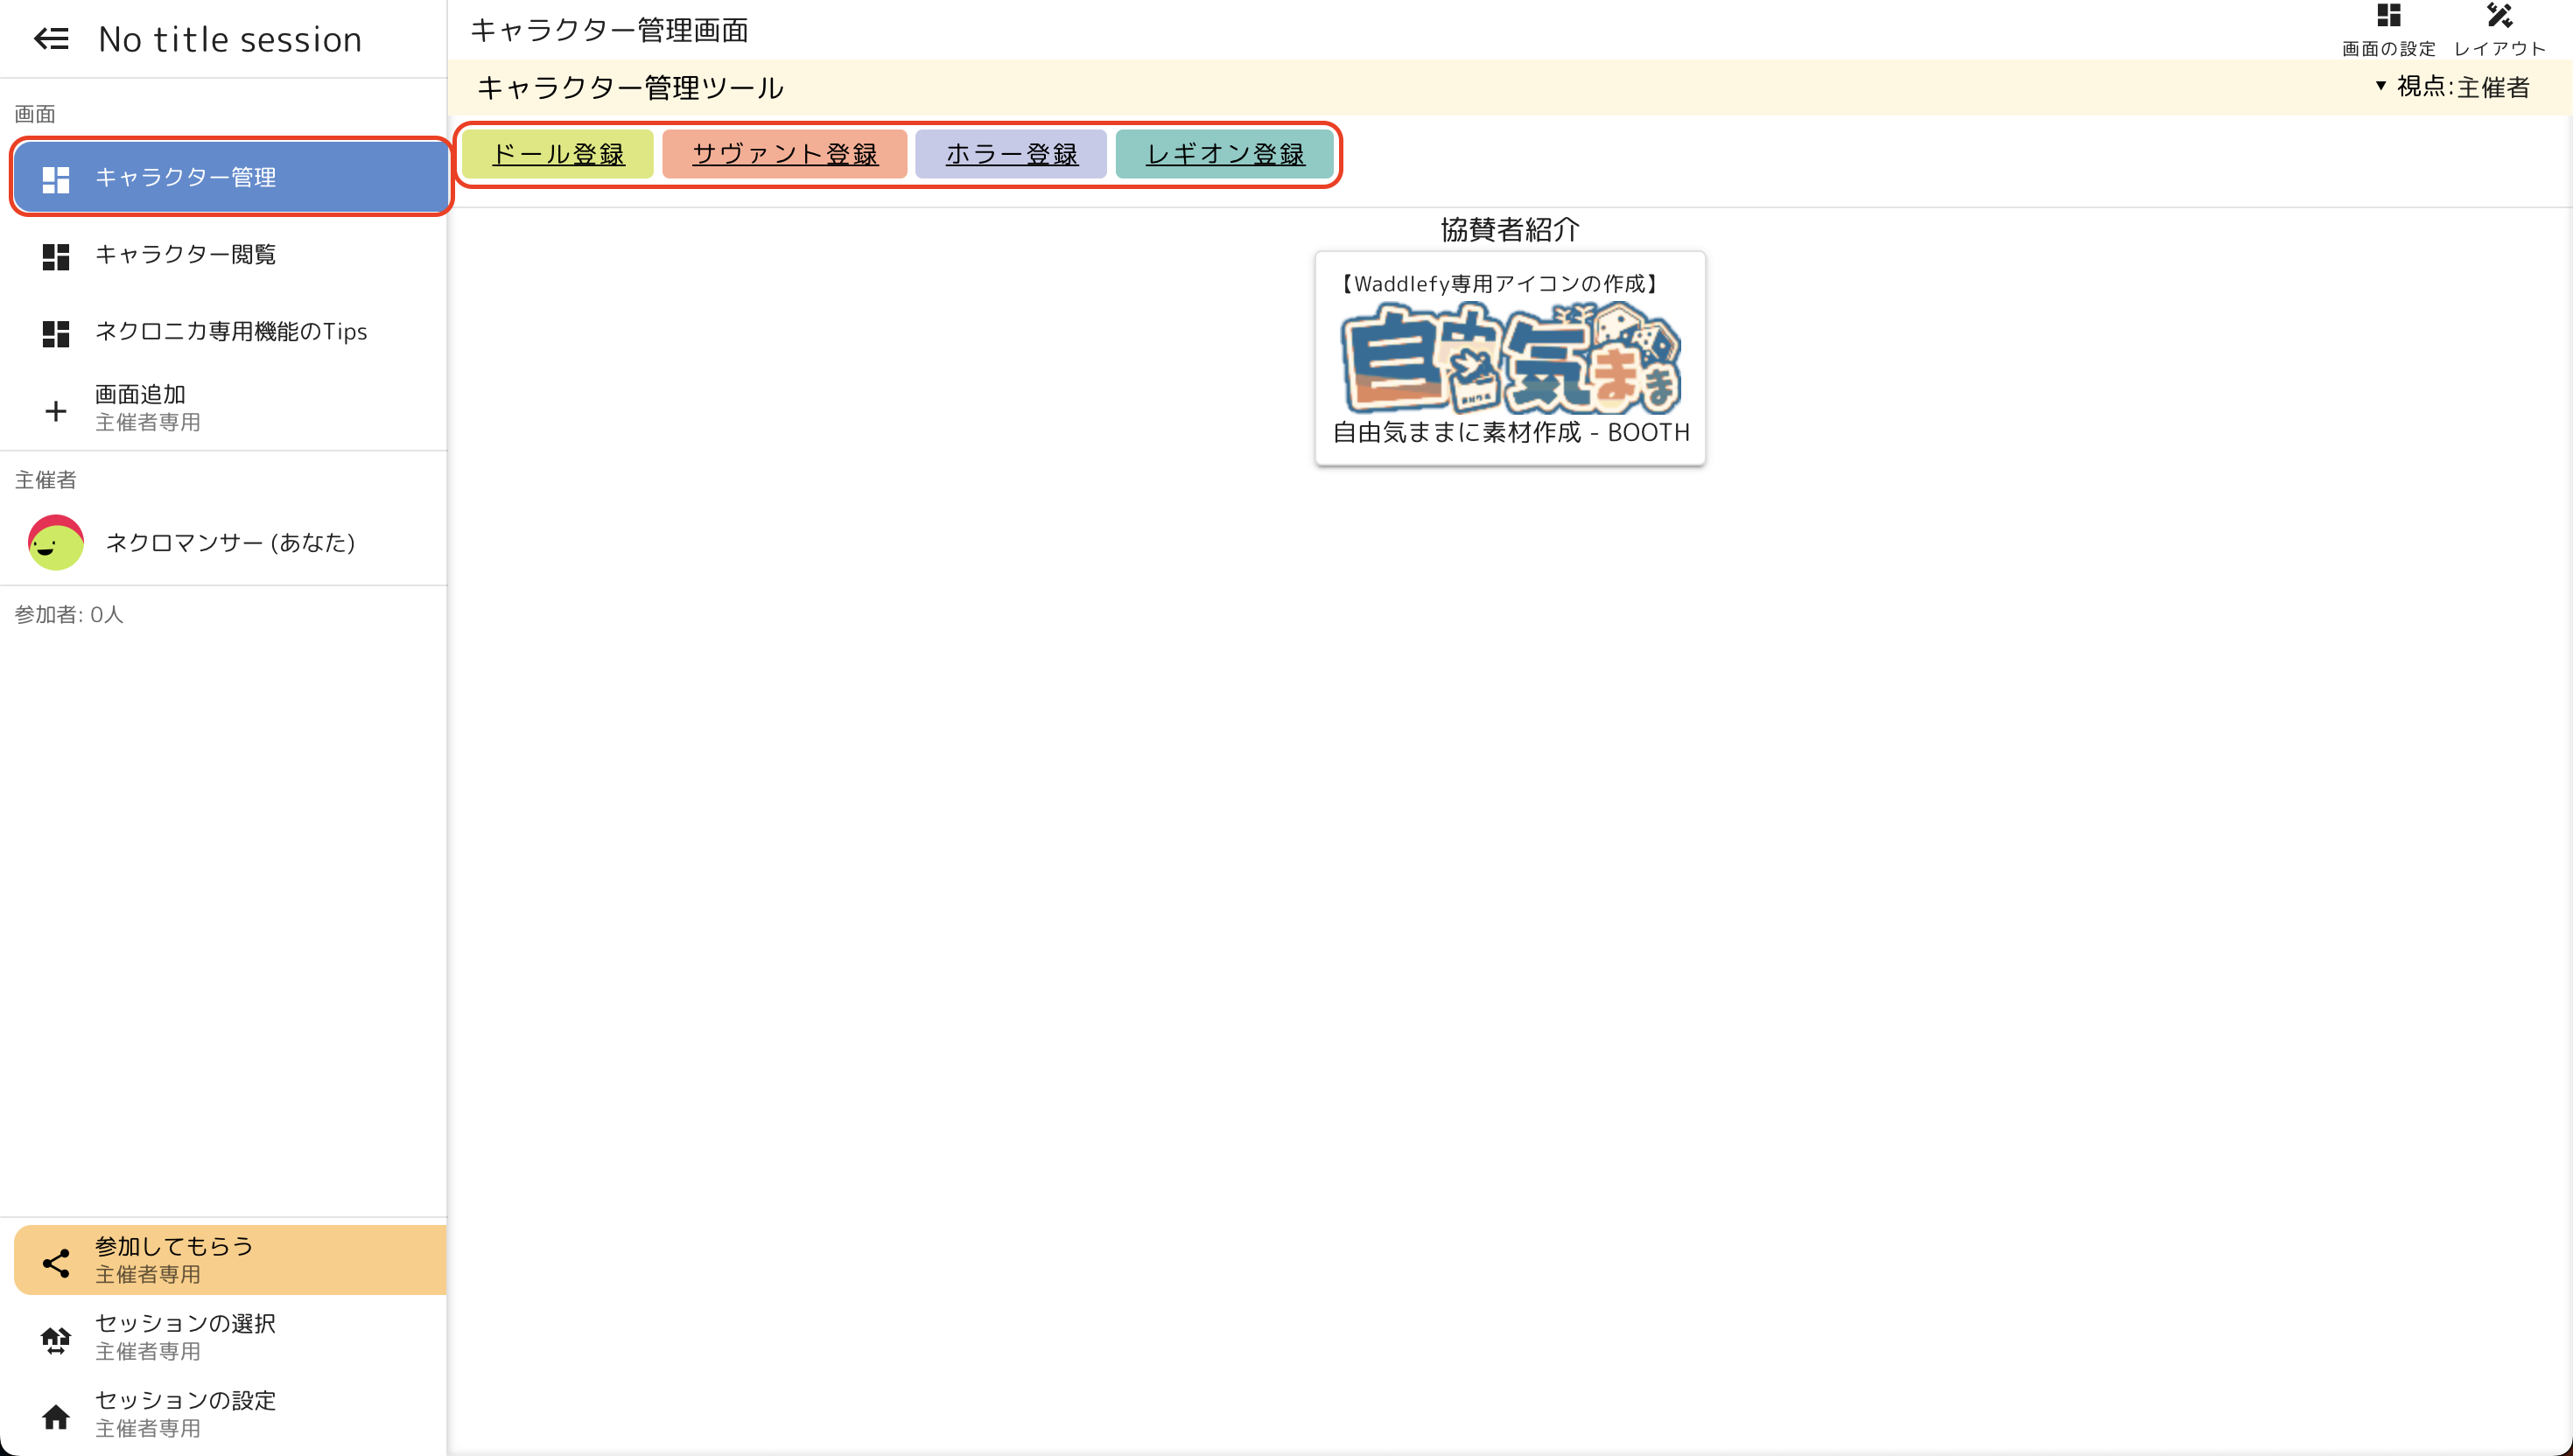 No title session
画面
キャラクター管理
キャラクター閲覧
ネクロニカ専用機能のTips
画面追加
主催者専用
主催者
ネクロマンサー (あなた)
参加者: 0人
参加してもらう
主催者専用
セッションの選択
主催者専用
セッションの設定
主催者専用
キャラクター管理画面
画面の設定 レイアウト
キャラクター管理ツール
▼ 視点:主催者
ドール登録 サヴァント登録 ホラー登録 レギオン登録
協賛者紹介
【Waddlefy専用アイコンの作成】
自由気まま
自由気ままに素材作成 - BOOTH